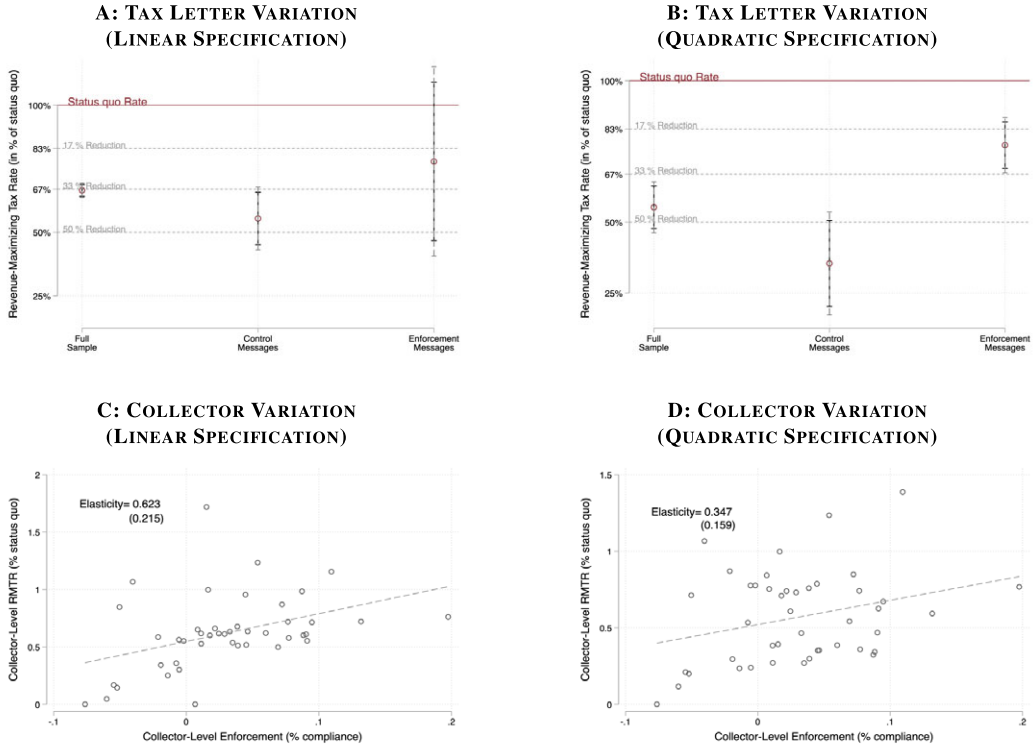 A: TAX LETTER VARIATION
(LINEAR SPECIFICATION)
Revenue-Maximizing Tax Rate (in % of status quo)
Status quo Rate
100%
17 % Reduction
83%
33 % Reduction
67%
50 % Reduction
50%
25%
Full
Sample
Control
Messages
Enforcement
Messages
B: TAX LETTER VARIATION
(QUADRATIC SPECIFICATION)
Revenue-Maximizing Tax Rate (in % of status quo)
Status quo Rate
100%
17 % Reduction
83%
33 % Reduction
67%
50 % Reduction
50%
25%
Full
Sample
Control
Messages
Enforcement
Messages
C: COLLECTOR VARIATION
(LINEAR SPECIFICATION)
Collector-Level RMTR (% status quo)
2
Elasticity= 0.623
(0.215)
1.5
1
0.5
0
-.1 0 .1 .2
Collector-Level Enforcement (% compliance)
D: COLLECTOR VARIATION
(QUADRATIC SPECIFICATION)
Collector-Level RMTR (% status quo)
1.5
Elasticity= 0.347
(0.159)
1
0.5
0
-.1 0 .1 .2
Collector-Level Enforcement (% compliance)